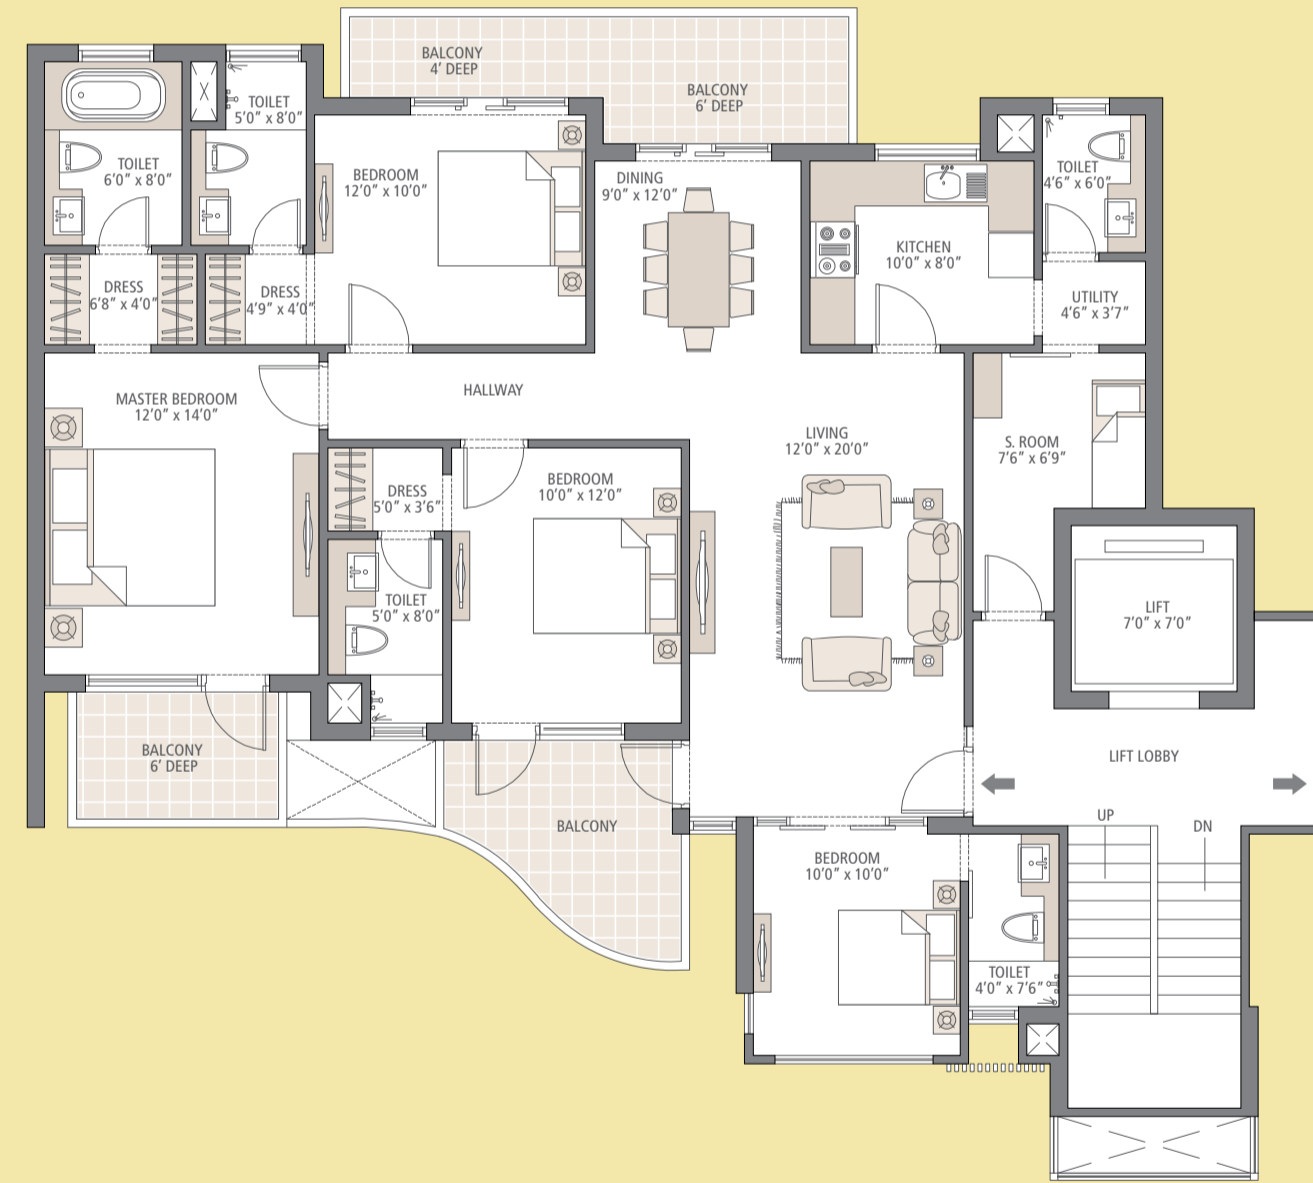 BALCONY
4' DEEP
BALCONY
6' DEEP
TOILET
5'0" x 8'0"
TOILET
6'0" x 8'0"
BEDROOM
12'0" x 10'0"
DINING
9'0" x 12'0"
TOILET
4'6" x 6'0"
KITCHEN
10'0" x 8'0"
DRESS
6'8" x 4'0"
DRESS
4'9" x 4'0"
UTILITY
4'6" x 3'7"
MASTER BEDROOM
12'0" x 14'0"
HALLWAY
LIVING
12'0" x 20'0"
S. ROOM
7'6" x 6'9"
DRESS
5'0" x 3'6"
BEDROOM
10'0" x 12'0"
TOILET
5'0" x 8'0"
LIFT
7'0" x 7'0"
BALCONY
6' DEEP
LIFT LOBBY
BALCONY
UP
DN
BEDROOM
10'0" x 10'0"
TOILET
4'0" x 7'6"